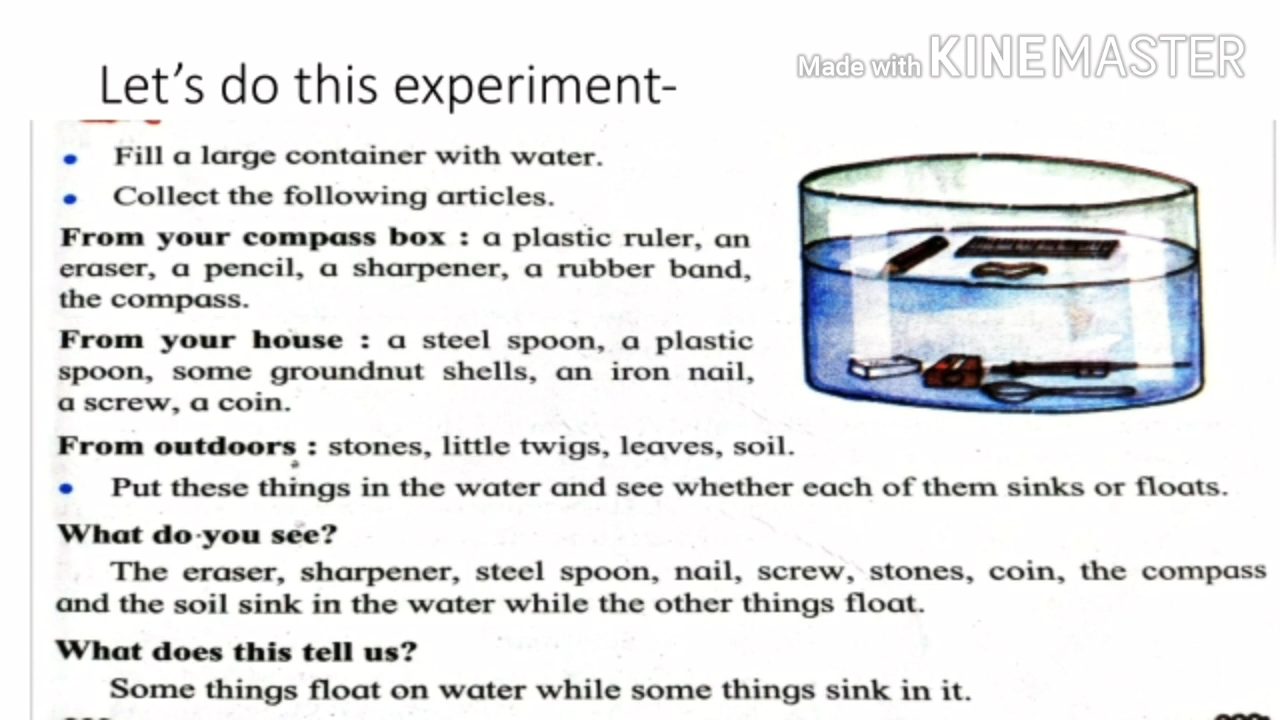 Made with KINEMASTER
Let's do this experiment-
• Fill a large container with water.
• Collect the following articles.
From your compass box : a plastic ruler, an
eraser, a pencil, a sharpener, a rubber band,
the compass.
From your house : a steel spoon, a plastic
spoon, some groundnut shells, an iron nail,
a screw, a coin.
From outdoors : stones, little twigs, leaves, soil.
• Put these things in the water and see whether each of them sinks or floats.
What do you see?
The eraser, sharpener, steel spoon, nail, screw, stones, coin, the compass
and the soil sink in the water while the other things float.
What does this tell us?
Some things float on water while some things sink in it.